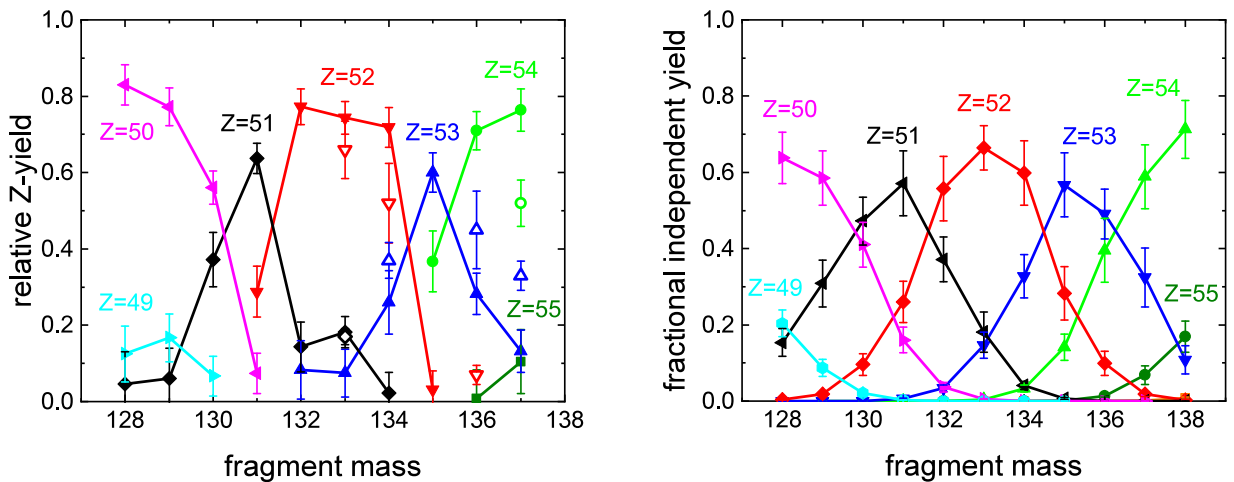 relative Z-yield
1.0
0.8
0.6
0.4
0.2
0.0
Z=50
Z=49
Z=51
Z=52
Z=53
Z=54
Z=55
128 130 132 134 136 138
fragment mass
fractional independent yield
1.0
0.8
0.6
0.4
0.2
0.0
Z=50
Z=49
Z=51
Z=52
Z=53
Z=54
Z=55
128 130 132 134 136 138
fragment mass